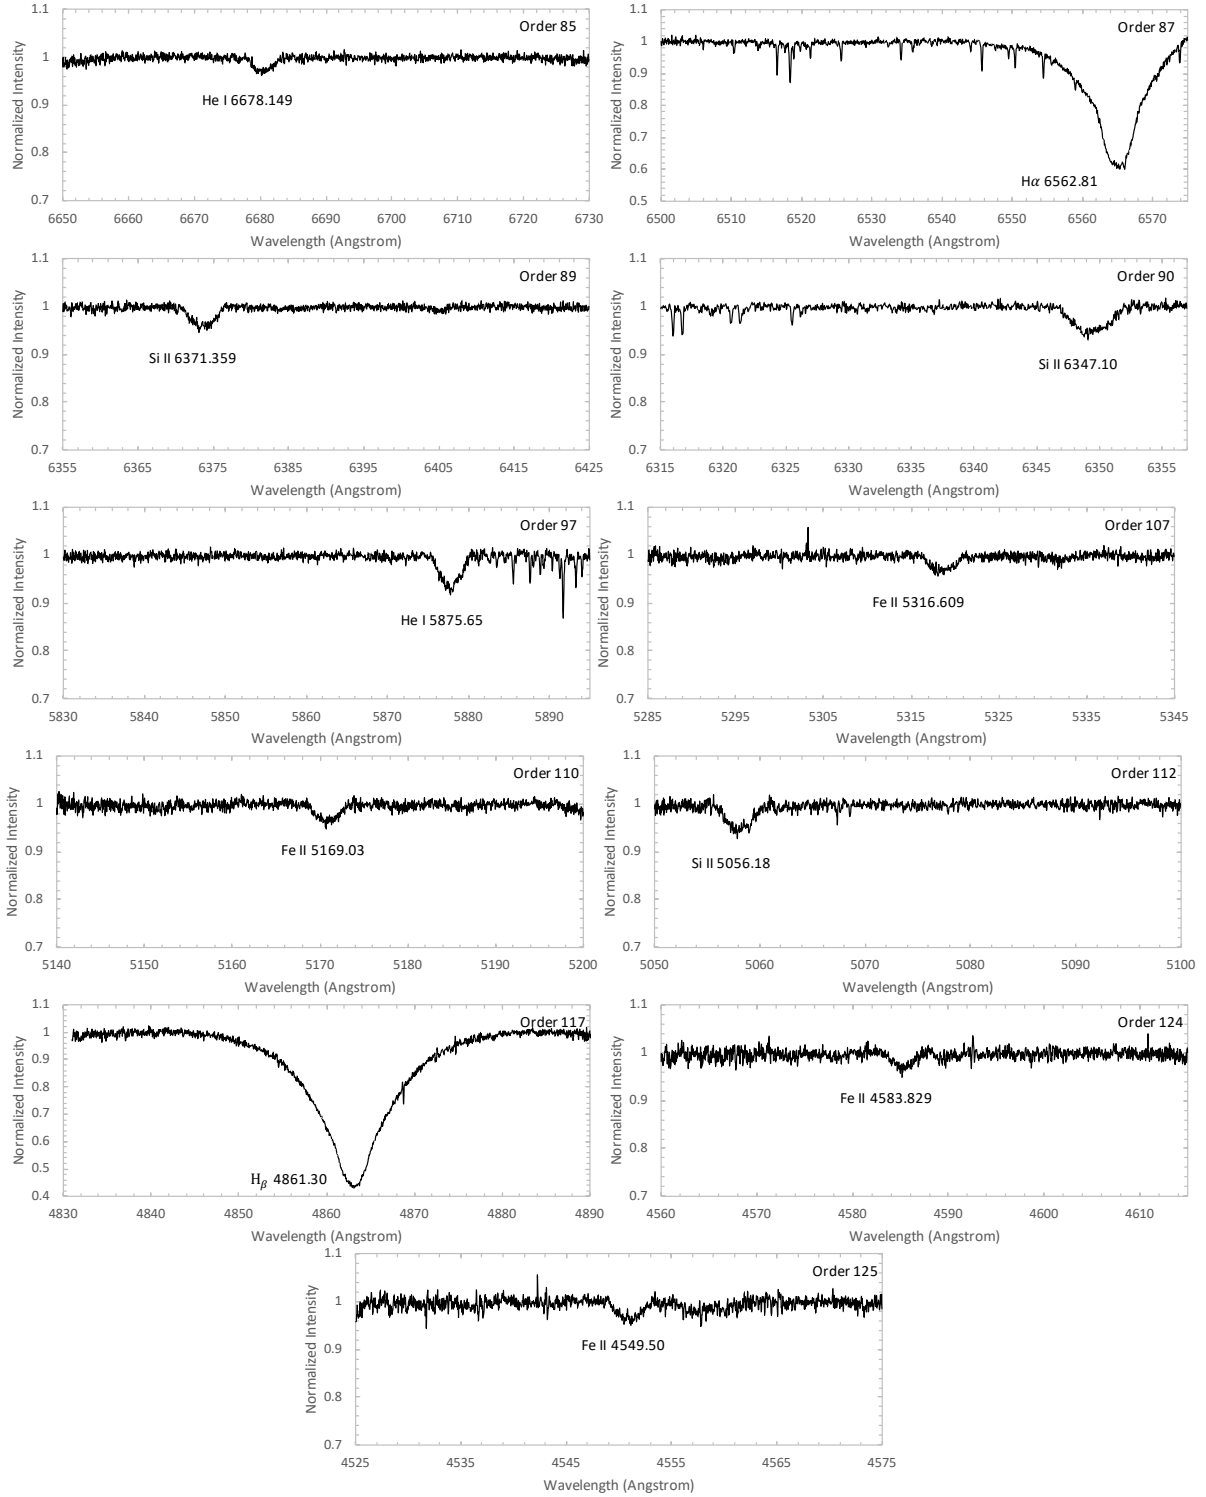 Order 85
Normalized Intensity
1.1
1
0.9
0.8
0.7
He I 6678.149
6650 6660 6670 6680 6690 6700 6710 6720 6730
Wavelength (Angstrom)
Order 87
Normalized Intensity
1.1
1
0.9
0.8
0.7
0.6
0.5
Hα 6562.81
6500 6510 6520 6530 6540 6550 6560 6570
Wavelength (Angstrom)
Order 89
Normalized Intensity
1.1
1
0.9
0.8
0.7
Si II 6371.359
6355 6365 6375 6385 6395 6405 6415 6425
Wavelength (Angstrom)
Order 90
Normalized Intensity
1.1
1
0.9
0.8
0.7
Si II 6347.10
6315 6320 6325 6330 6335 6340 6345 6350 6355
Wavelength (Angstrom)
Order 97
Normalized Intensity
1.1
1
0.9
0.8
0.7
He I 5875.65
5830 5840 5850 5860 5870 5880 5890
Wavelength (Angstrom)
Order 107
Normalized Intensity
1.1
1
0.9
0.8
0.7
Fe II 5316.609
5285 5295 5305 5315 5325 5335 5345
Wavelength (Angstrom)
Order 110
Normalized Intensity
1.1
1
0.9
0.8
0.7
Fe II 5169.03
5140 5150 5160 5170 5180 5190 5200
Wavelength (Angstrom)
Order 112
Normalized Intensity
1.1
1
0.9
0.8
0.7
Si II 5056.18
5050 5060 5070 5080 5090 5100
Wavelength (Angstrom)
Order 117
Normalized Intensity
1.1
1
0.9
0.8
0.7
0.6
0.5
0.4
Hβ 4861.30
4830 4840 4850 4860 4870 4880 4890
Wavelength (Angstrom)
Order 124
Normalized Intensity
1.1
1
0.9
0.8
0.7
Fe II 4583.829
4560 4570 4580 4590 4600 4610
Wavelength (Angstrom)
Order 125
Normalized Intensity
1.1
1
0.9
0.8
0.7
Fe II 4549.50
4525 4535 4545 4555 4565 4575
Wavelength (Angstrom)